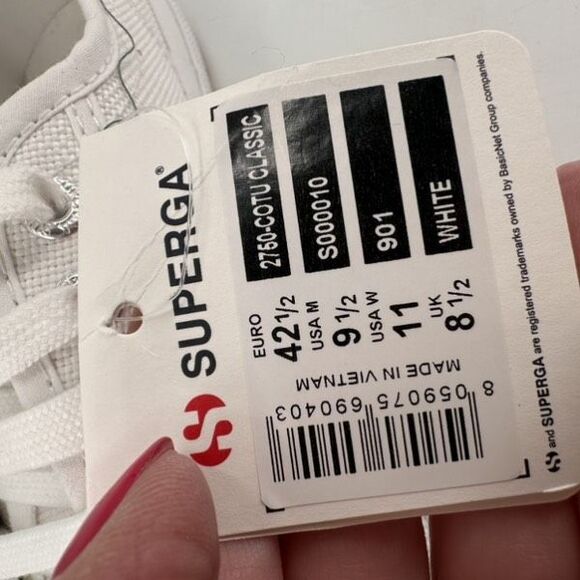 SUPERGA®
2750-COTU CLASSIC
S000010
901
WHITE
EURO
42 1/2
USA M
9 1/2
USA W
11
UK
8 1/2
MADE IN VIETNAM
8 059075 690403
and SUPERGA are registered trademarks owned by BasicNet Group companies.